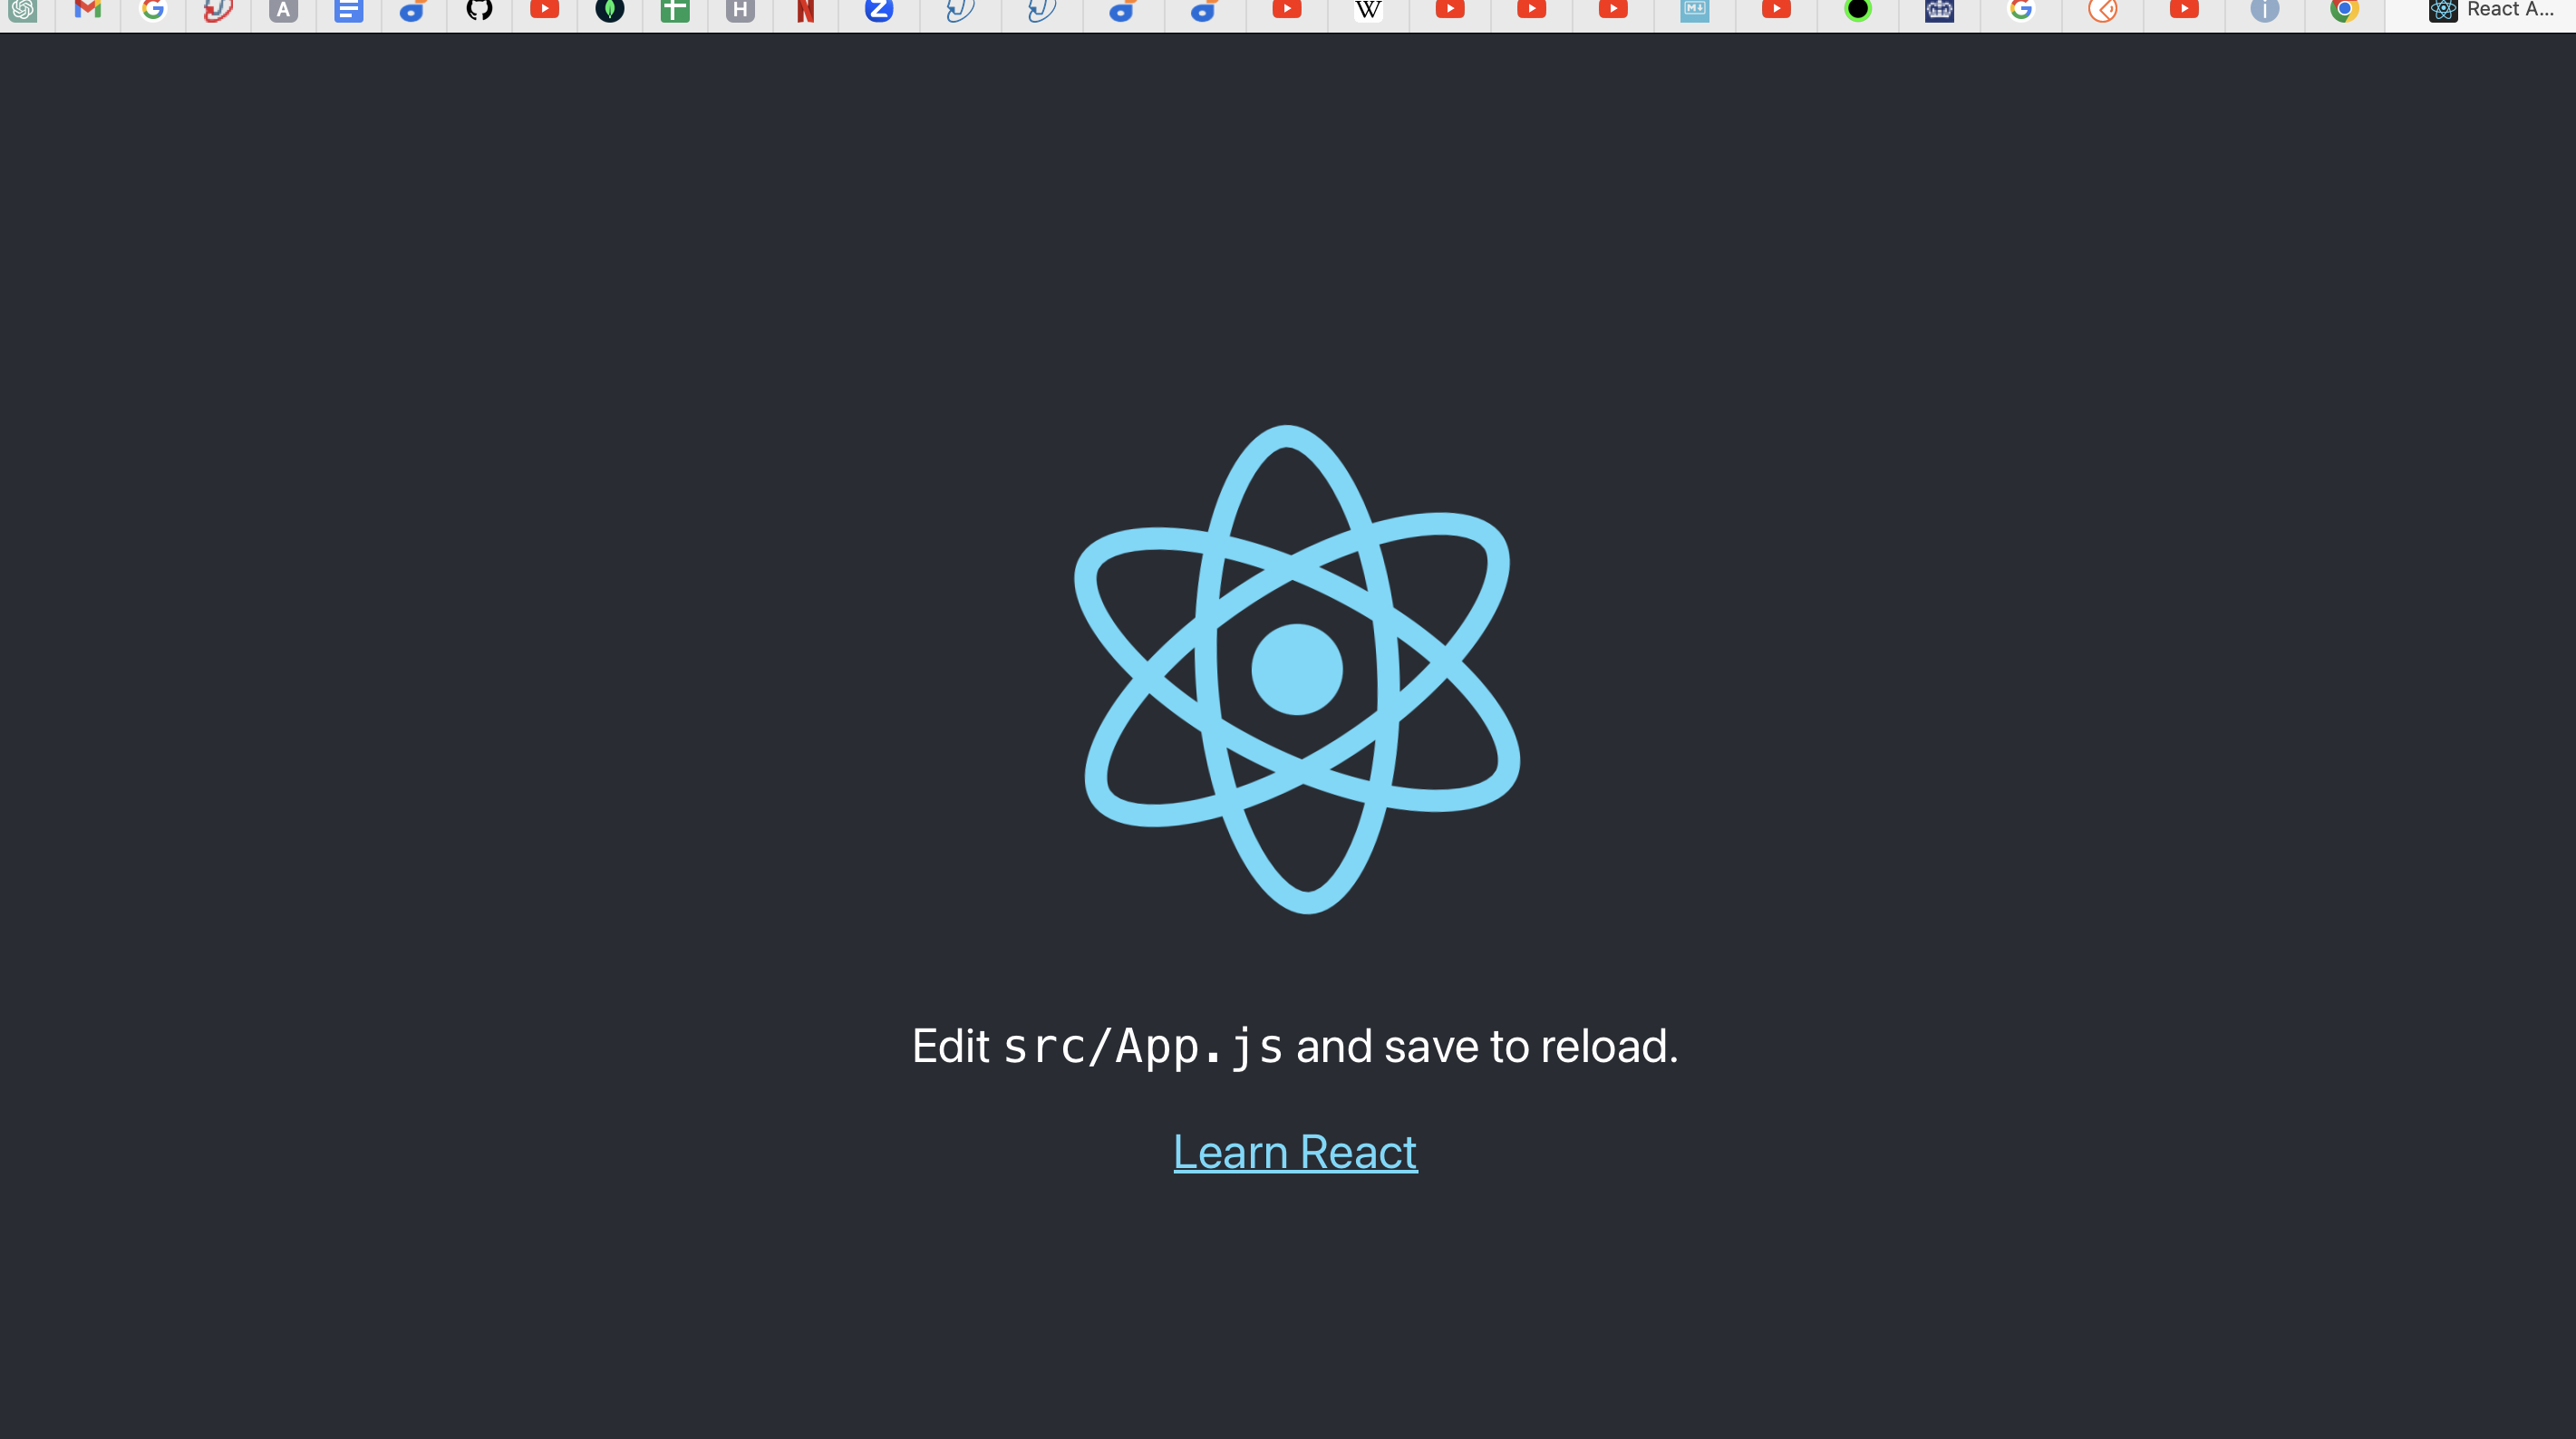 A H N Z W M↓ i React A...
Edit src/App.js and save to reload.
Learn React